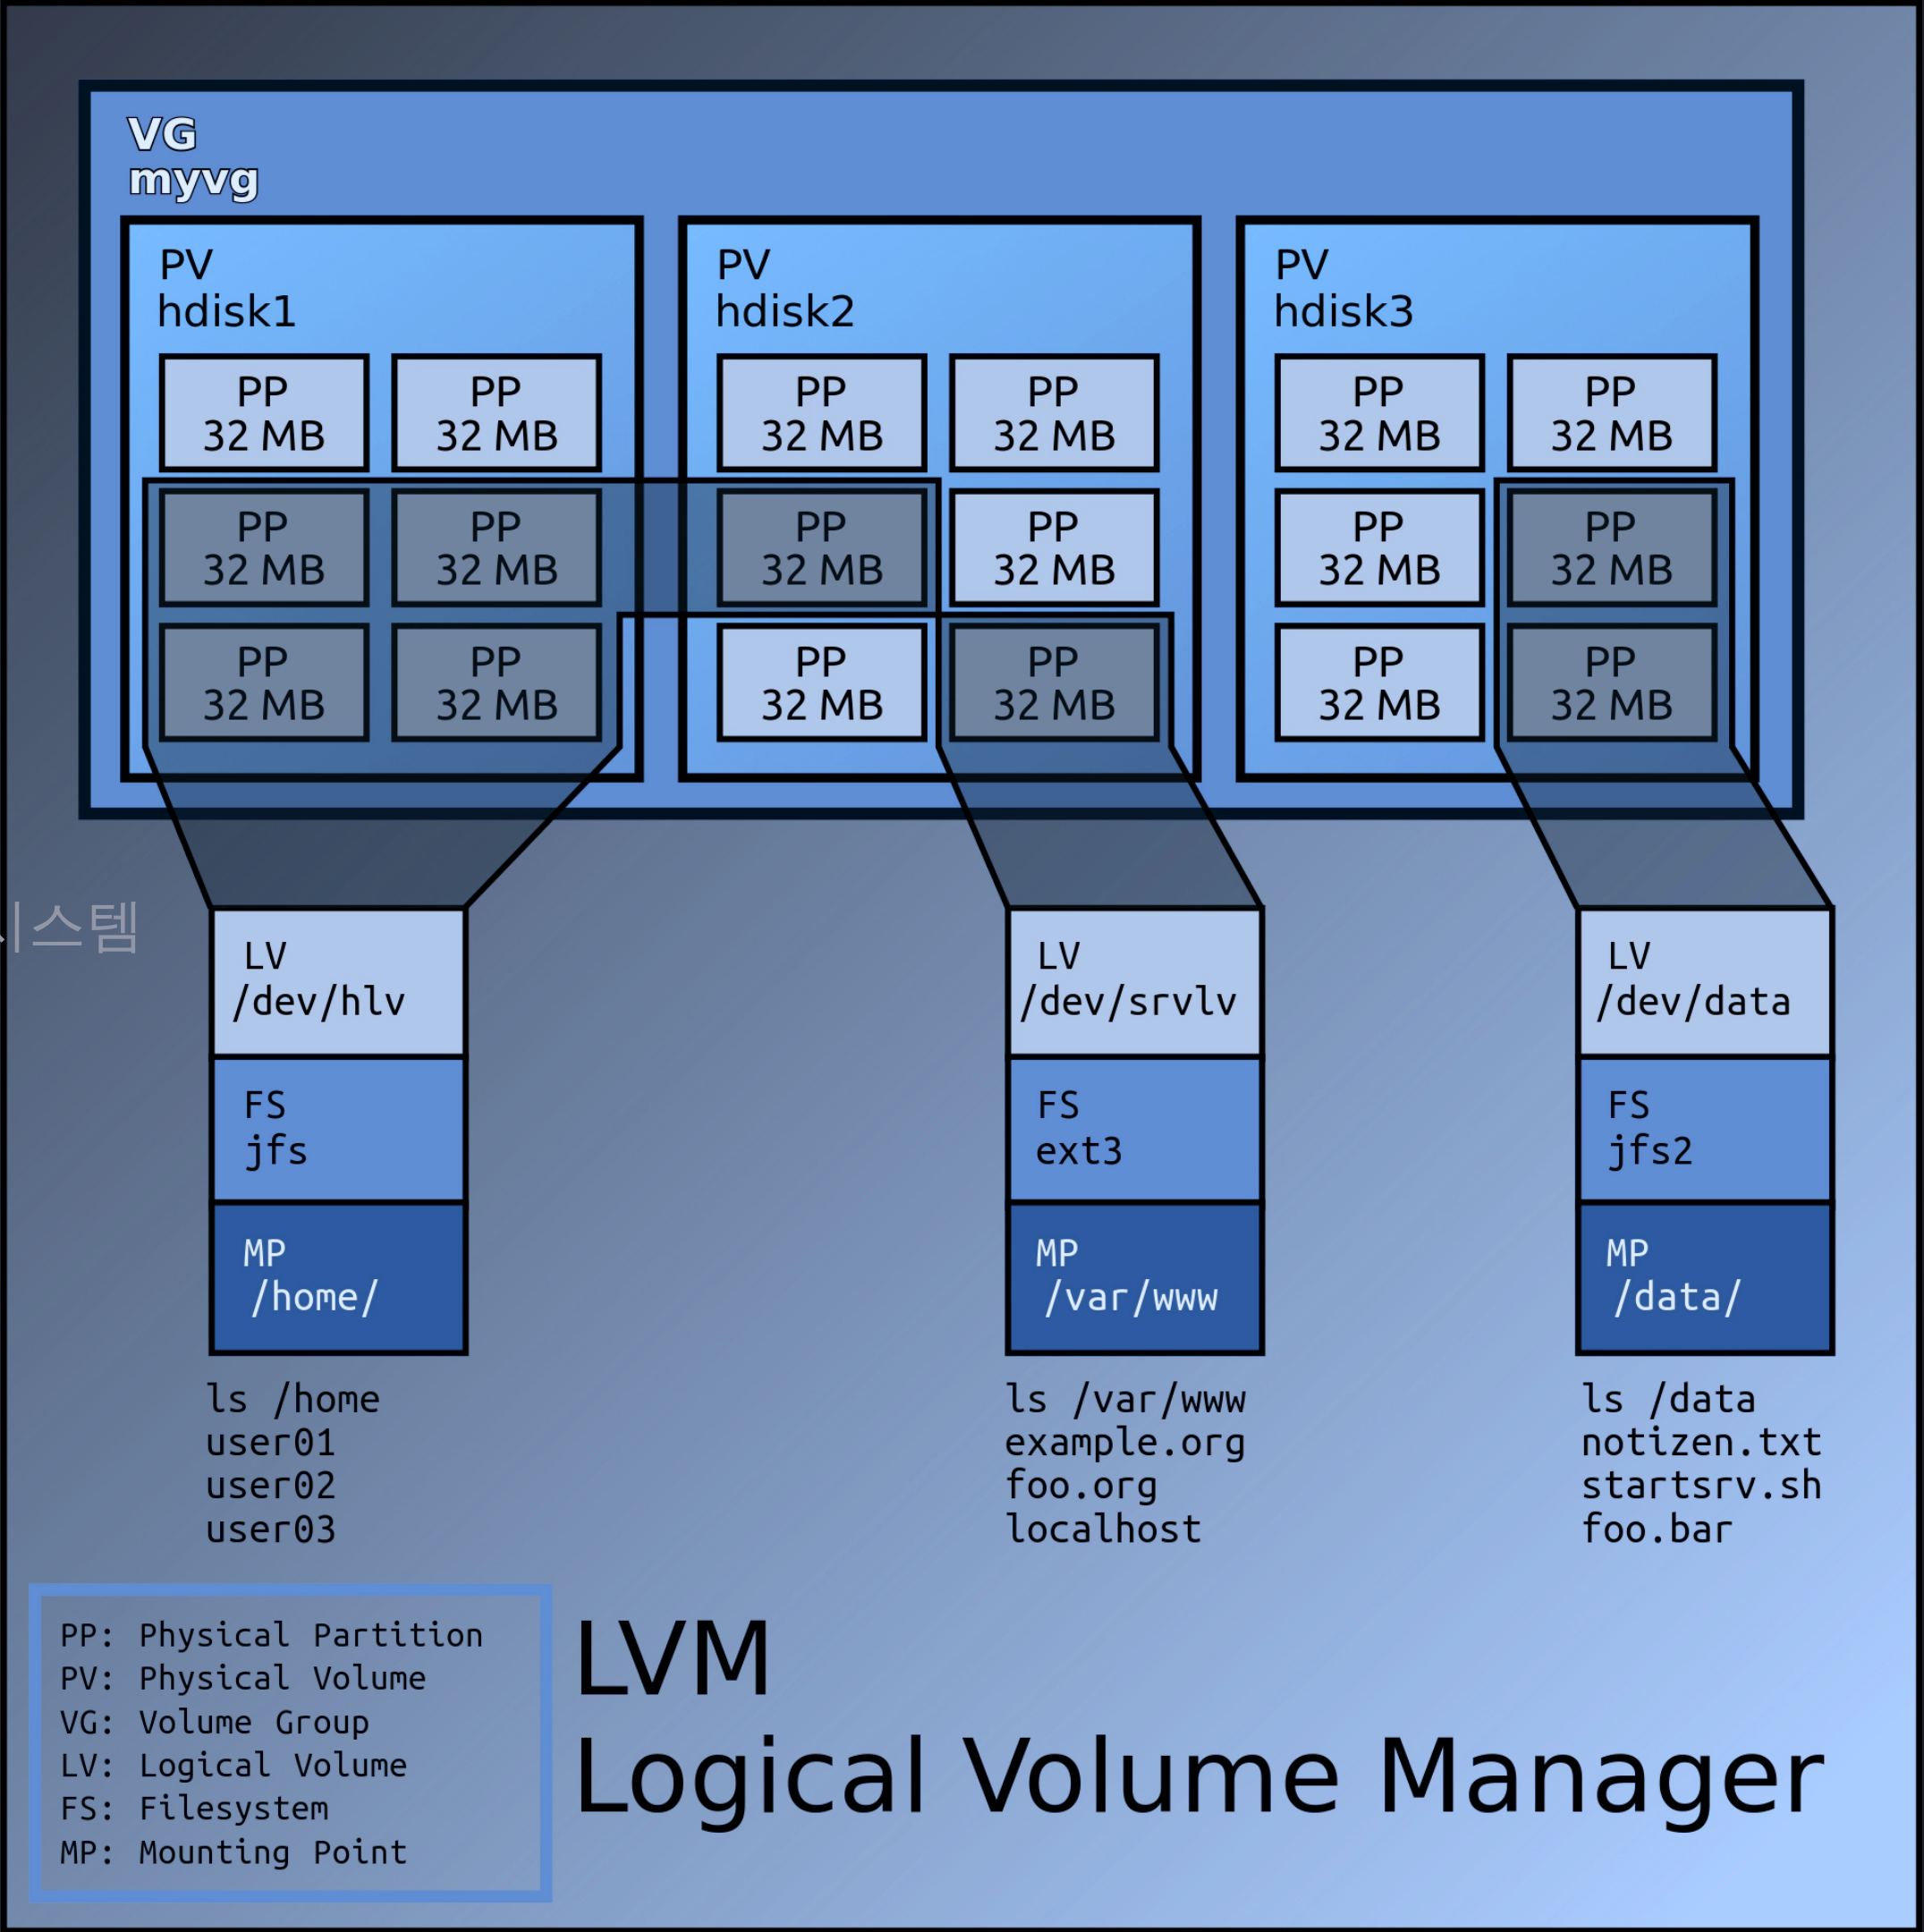 VG
myvg
PV
hdisk1
PP
32 MB
PP
32 MB
PP
32 MB
PP
32 MB
PP
32 MB
PP
32 MB
PV
hdisk2
PP
32 MB
PP
32 MB
PP
32 MB
PP
32 MB
PP
32 MB
PP
32 MB
PV
hdisk3
PP
32 MB
PP
32 MB
PP
32 MB
PP
32 MB
PP
32 MB
PP
32 MB
시스템
LV
/dev/hlv
FS
jfs
MP
/home/
ls /home
user01
user02
user03
LV
/dev/srvlv
FS
ext3
MP
/var/www
ls /var/www
example.org
foo.org
localhost
LV
/dev/data
FS
jfs2
MP
/data/
ls /data
notizen.txt
startsrv.sh
foo.bar
PP: Physical Partition
PV: Physical Volume
VG: Volume Group
LV: Logical Volume
FS: Filesystem
MP: Mounting Point
LVM
Logical Volume Manager